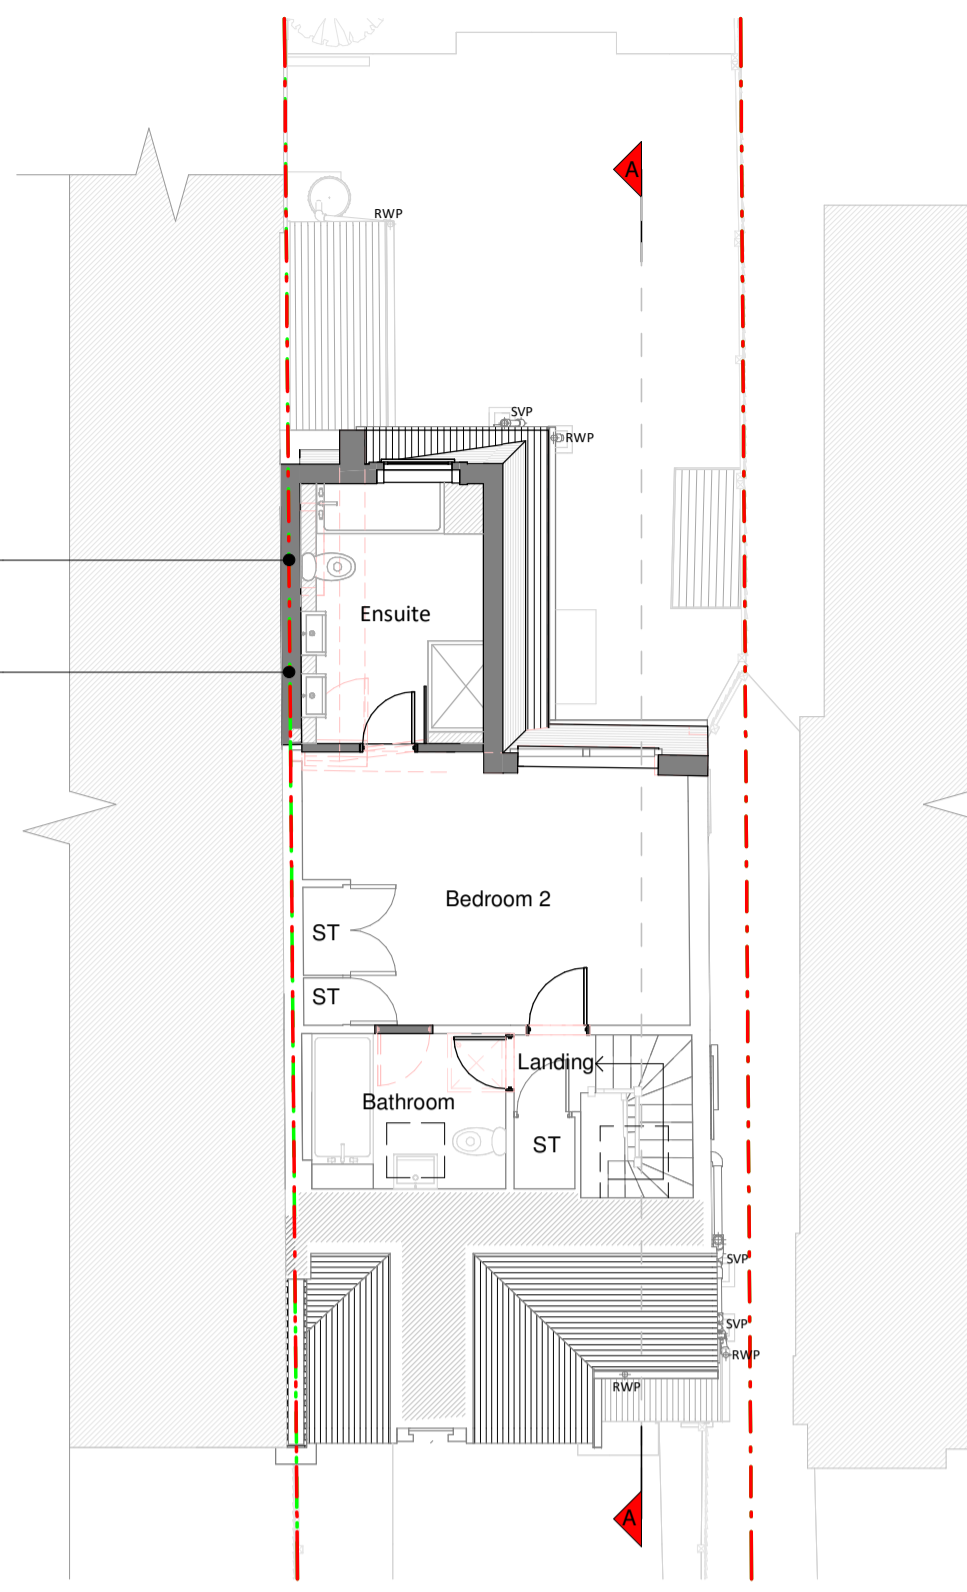 A
RWP
SVP
RWP
Ensuite
Bedroom 2
ST
ST
Landing
Bathroom
ST
SVP
SVP
RWP
RWP
A